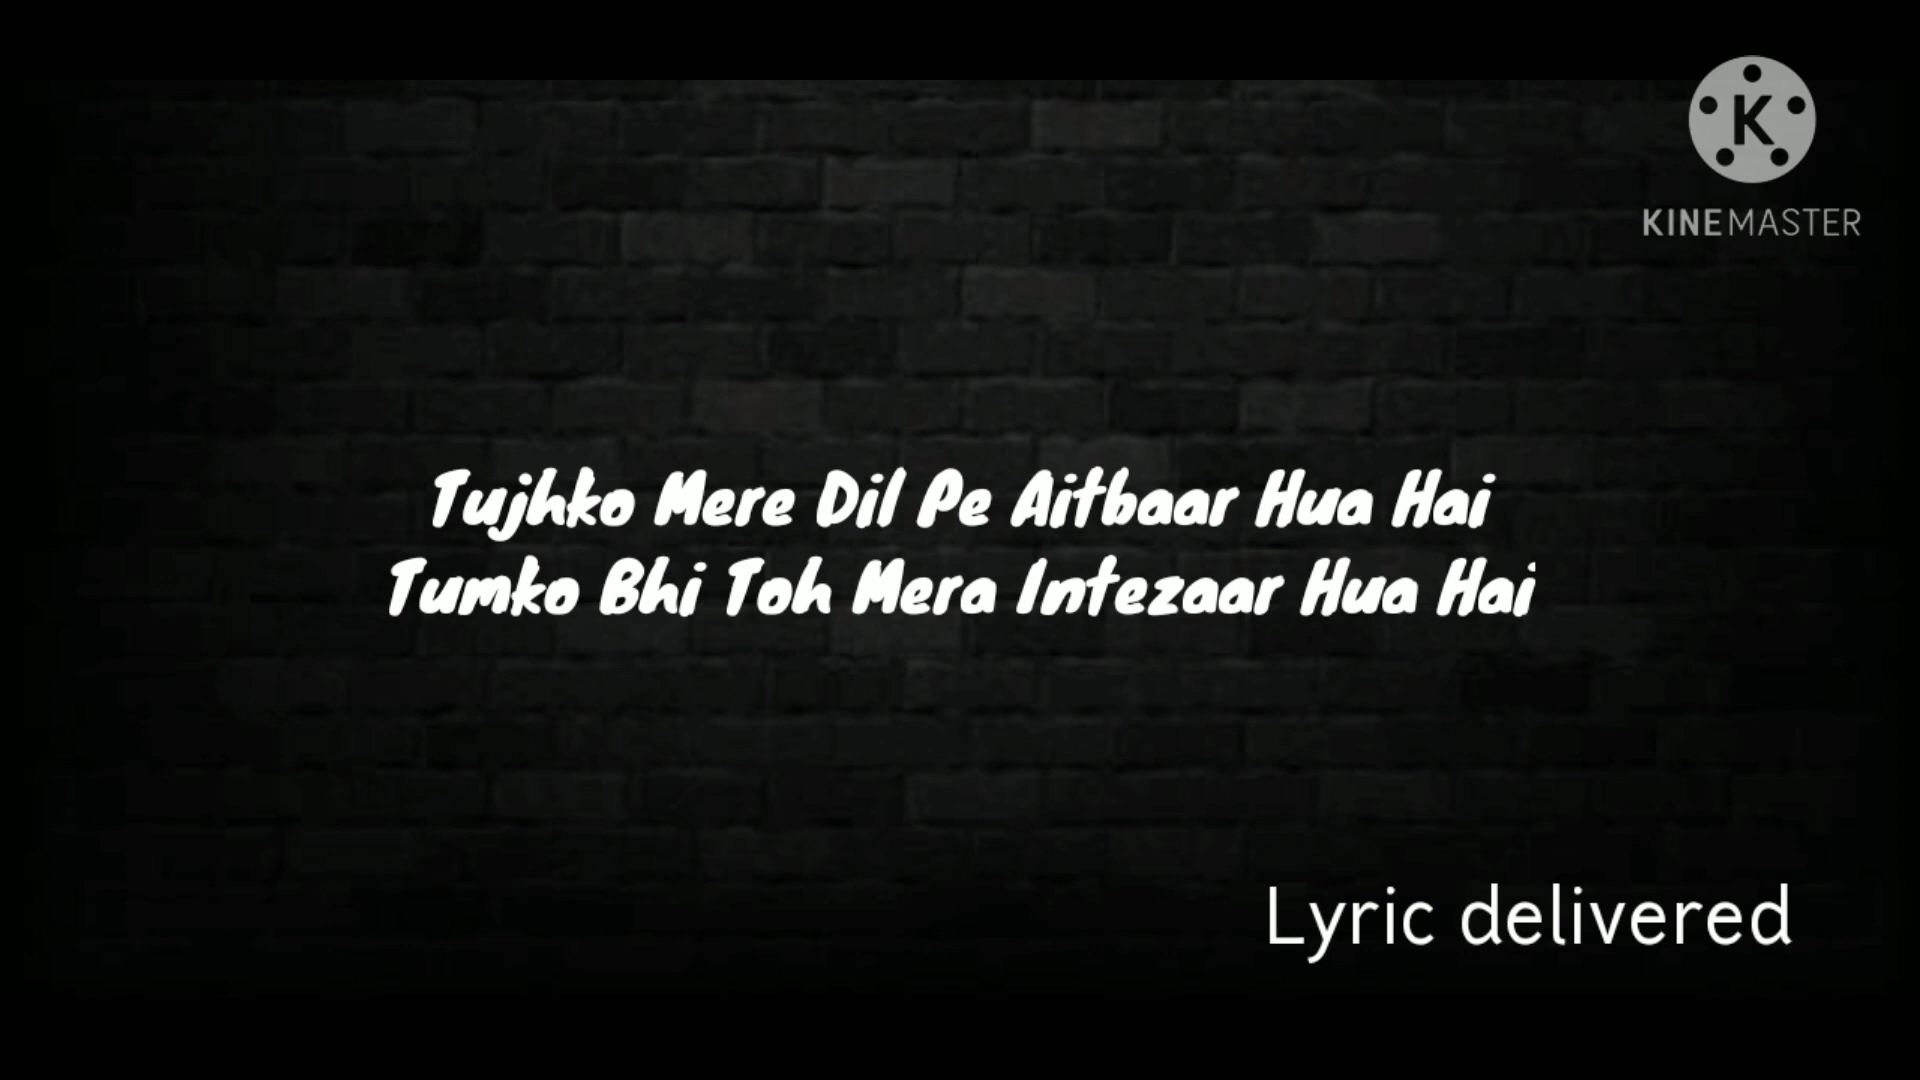 KINEMASTER
Tujhko Mere Dil Pe Aitbaar Hua Hai
Tumko Bhi Toh Mera Intezaar Hua Hai
Lyric delivered